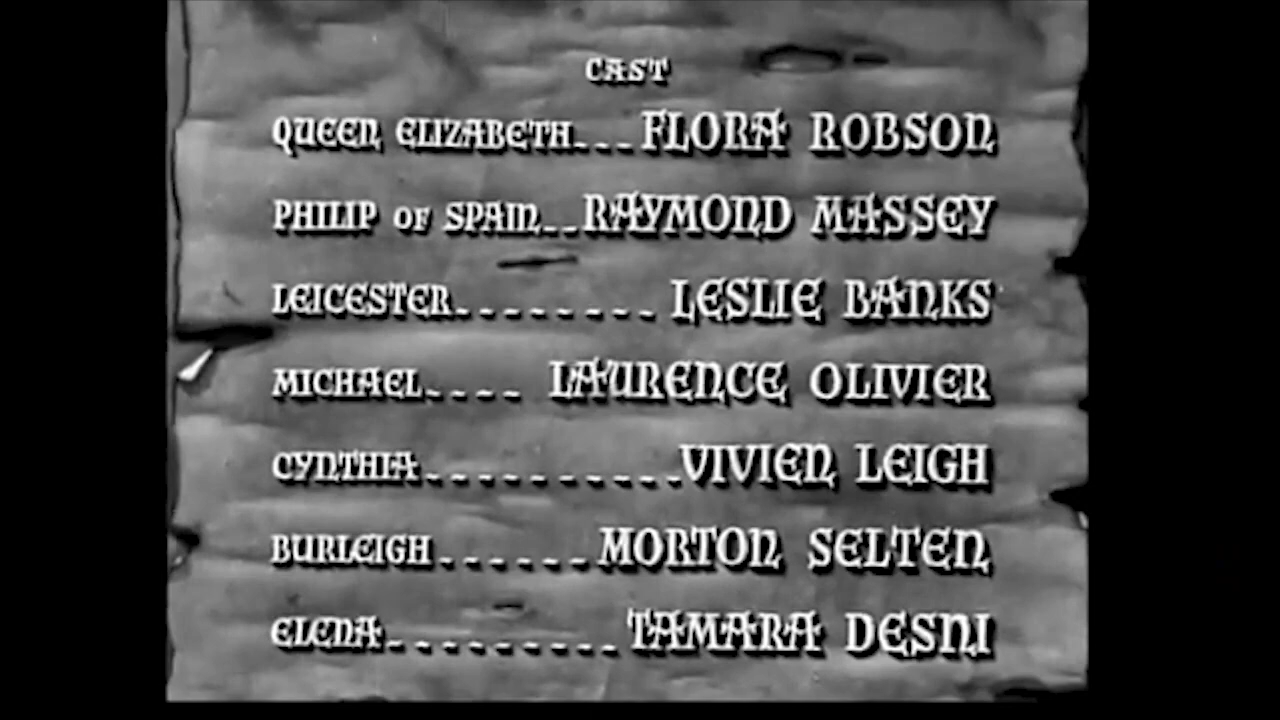 CAST
QUEEN ELIZABETH...FLORA ROBSON
PHILIP OF SPAIN..RAYMOND MASSEY
LEICESTER........LESLIE BANKS
MICHAEL....LAURENCE OLIVIER
CYNTHIA...........VIVIEN LEIGH
BURLEIGH......MORTON SELTEN
ELENA.........TAMARA DESNI